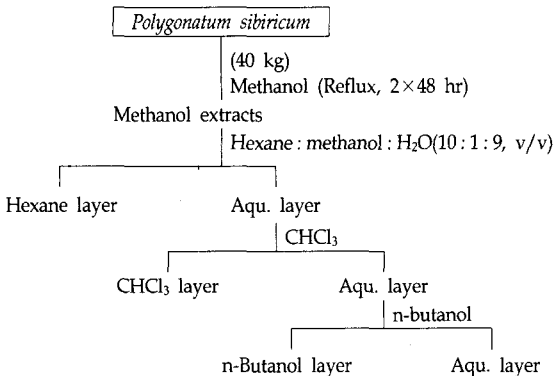 Polygonatum sibiricum
(40 kg)
Methanol (Reflux, 2×48 hr)
Methanol extracts
Hexane : methanol : H₂O(10 : 1 : 9, v/v)
Hexane layer Aqu. layer
CHCl₃
CHCl₃ layer Aqu. layer
n-butanol
n-Butanol layer Aqu. layer